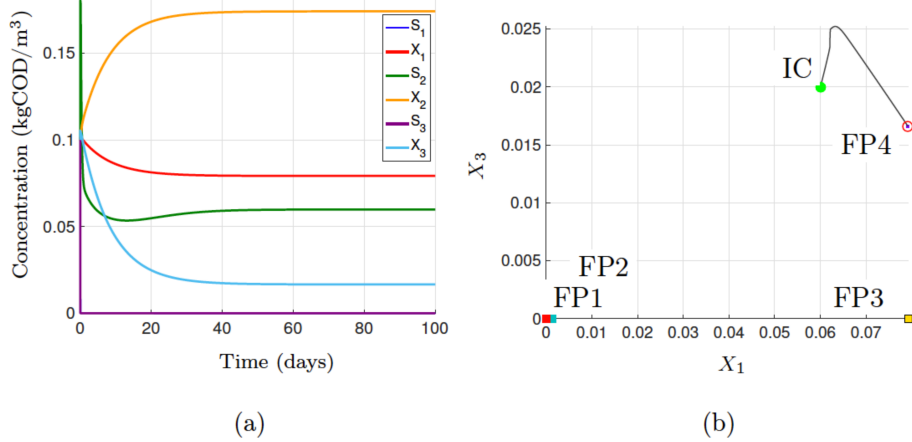 Concentration (kgCOD/m³)
0.15
0.1
0.05
0
0 20 40 60 80 100
Time (days)
S₁
X₁
S₂
X₂
S₃
X₃
(a)
X₃
0.025
0.02
0.015
0.01
0.005
0
IC
FP4
FP2
FP1
FP3
0 0.01 0.02 0.03 0.04 0.05 0.06 0.07
X₁
(b)